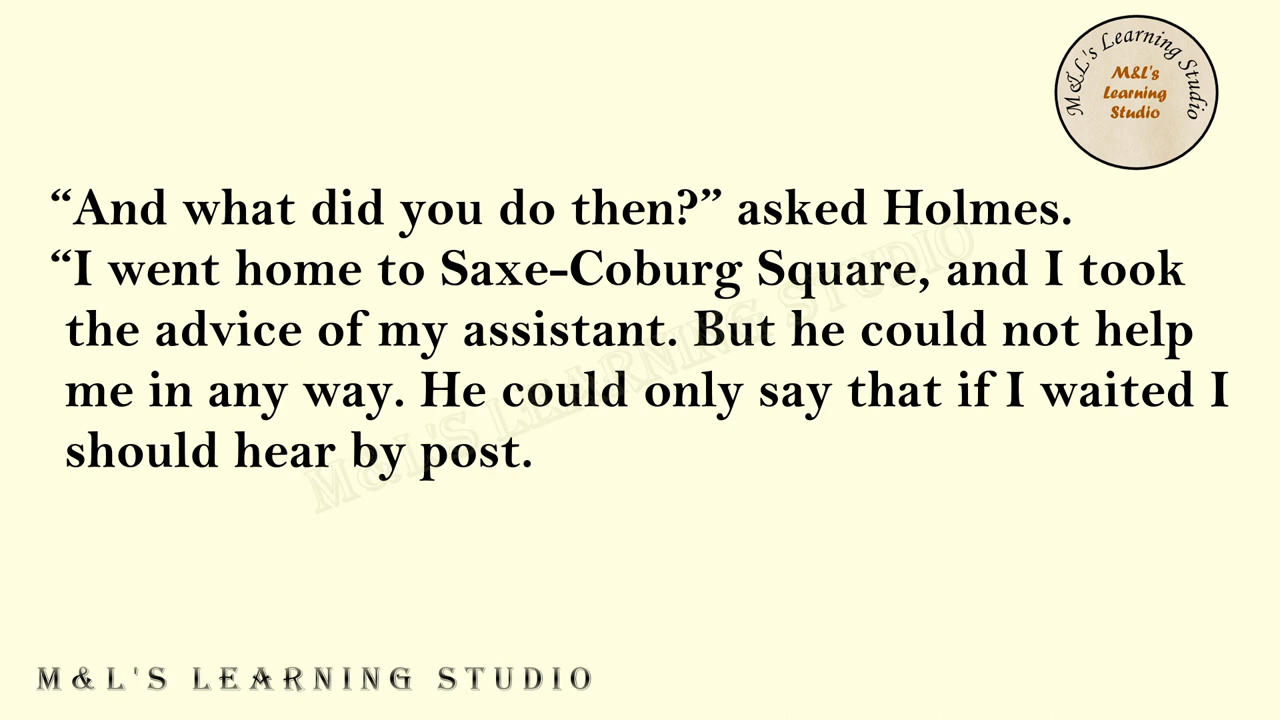 M&L's Learning Studio
M&L's
Learning
Studio
“And what did you do then?” asked Holmes.
“I went home to Saxe-Coburg Square, and I took
the advice of my assistant. But he could not help
me in any way. He could only say that if I waited I
should hear by post.
M&L'S LEARNING STUDIO
M&L'S LEARNING STUDIO